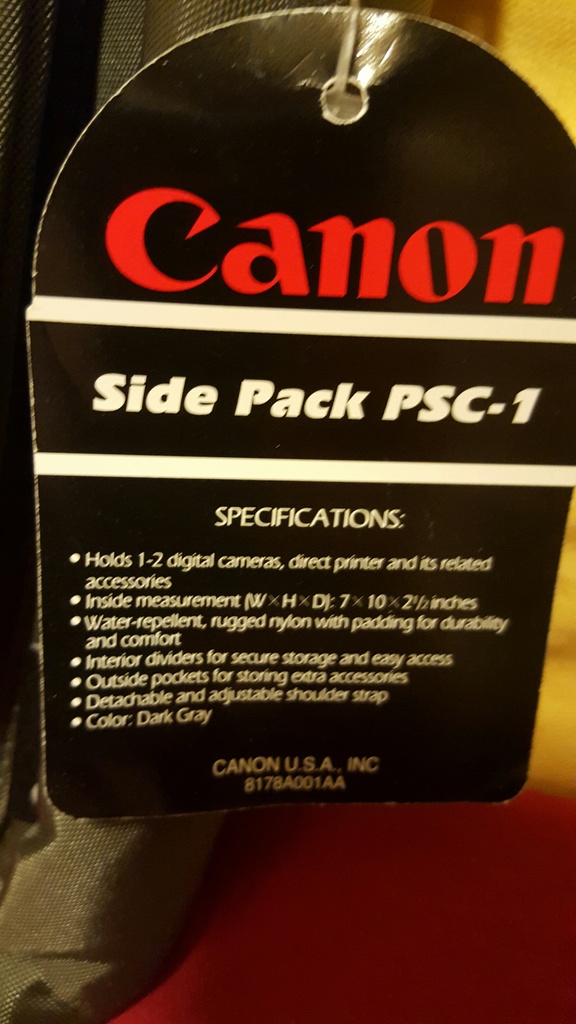 Canon
Side Pack PSC-1
SPECIFICATIONS:
• Holds 1-2 digital cameras, direct printer and its related
accessories
• Inside measurement (W×H×D): 7×10×2½ inches
• Water-repellent, rugged nylon with padding for durability
and comfort
• Interior dividers for secure storage and easy access
• Outside pockets for storing extra accessories
• Detachable and adjustable shoulder strap
• Color: Dark Gray
CANON U.S.A., INC
8178A001AA